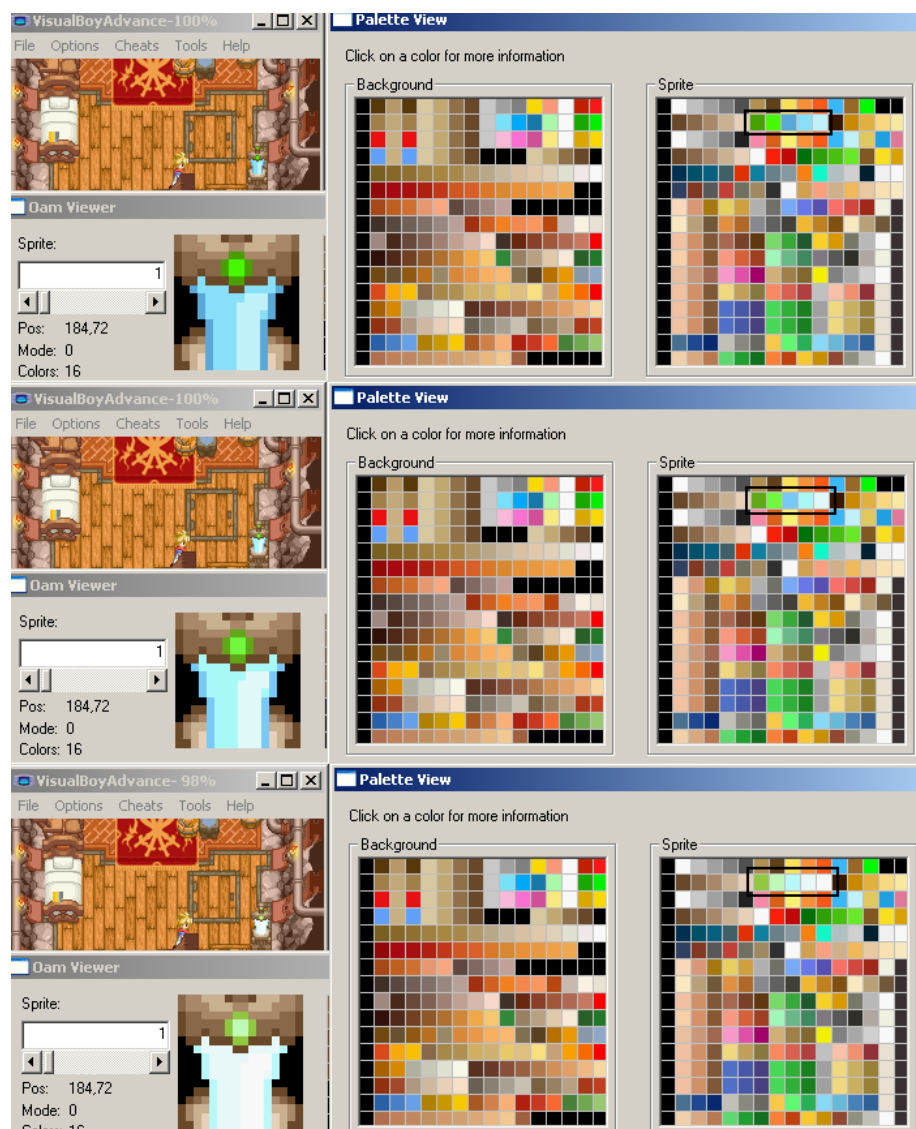 VisualBoyAdvance-100%
File Options Cheats Tools Help
Oam Viewer
Sprite:
1
Pos: 184,72
Mode: 0
Colors: 16
Palette View
Click on a color for more information
Background
Sprite
VisualBoyAdvance-100%
File Options Cheats Tools Help
Oam Viewer
Sprite:
1
Pos: 184,72
Mode: 0
Colors: 16
Palette View
Click on a color for more information
Background
Sprite
VisualBoyAdvance- 98%
File Options Cheats Tools Help
Oam Viewer
Sprite:
1
Pos: 184,72
Mode: 0
Palette View
Click on a color for more information
Background
Sprite